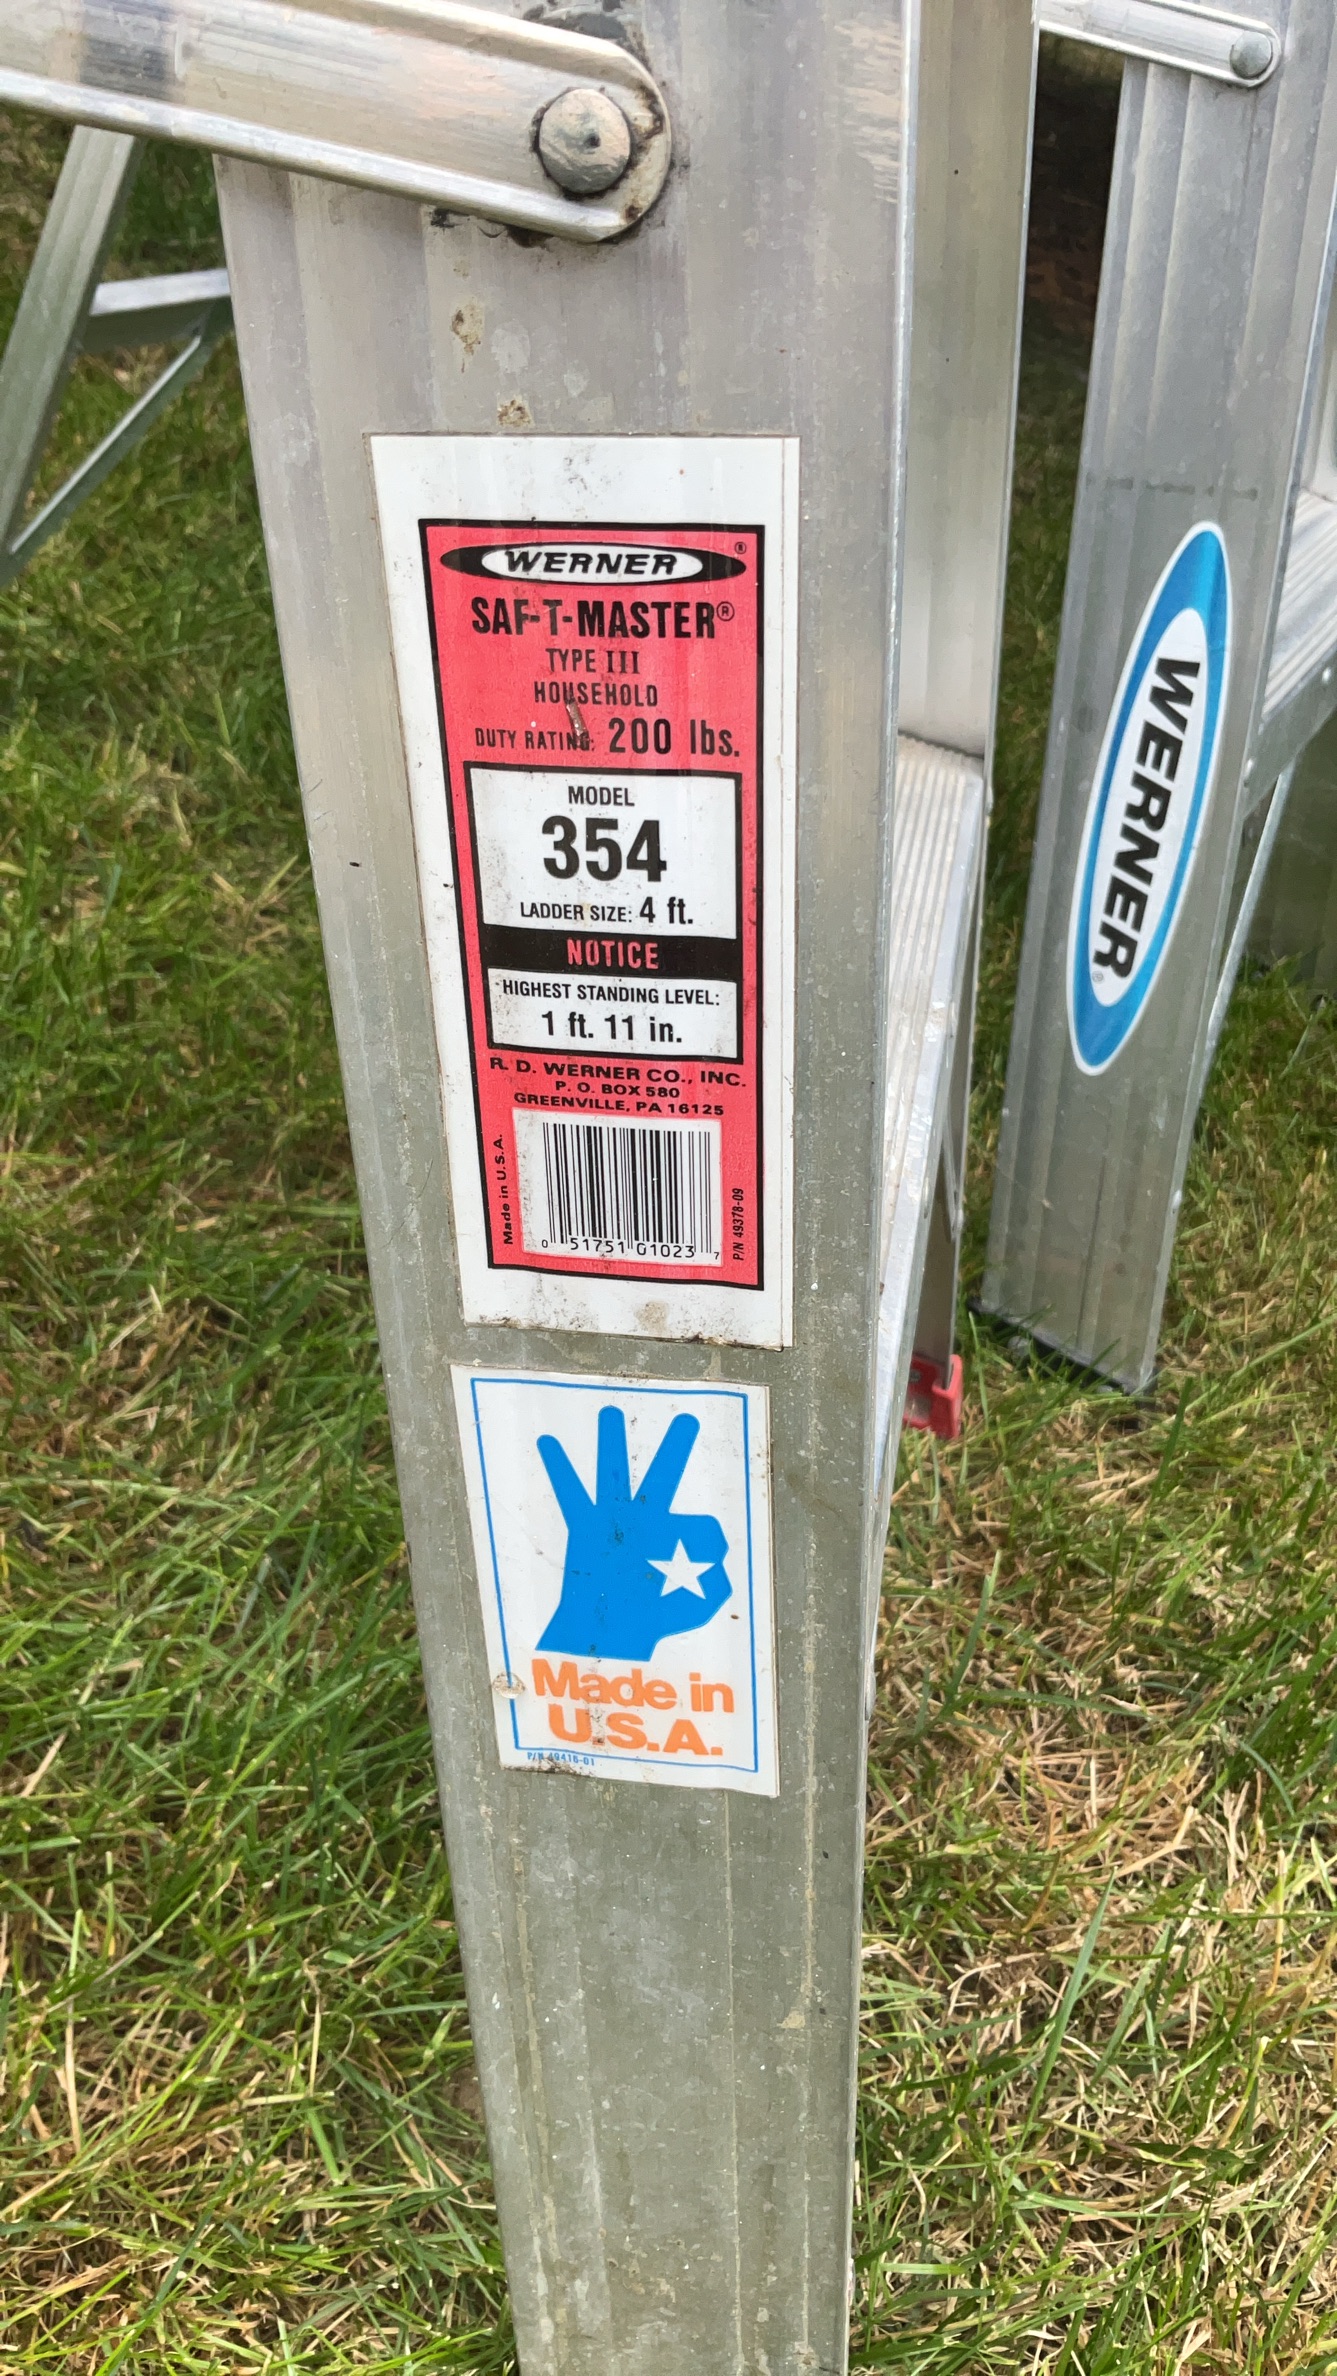 WERNER®
SAF-T-MASTER®
TYPE III
HOUSEHOLD
DUTY RATING: 200 lbs.
MODEL
354
LADDER SIZE: 4 ft.
NOTICE
HIGHEST STANDING LEVEL:
1 ft. 11 in.
R. D. WERNER CO., INC.
P. O. BOX 580
GREENVILLE, PA 16125
Made in U.S.A.
0 51751 01023 7
P/N 49378-09
Made in
U.S.A.
P/N 49416-01
WERNER®